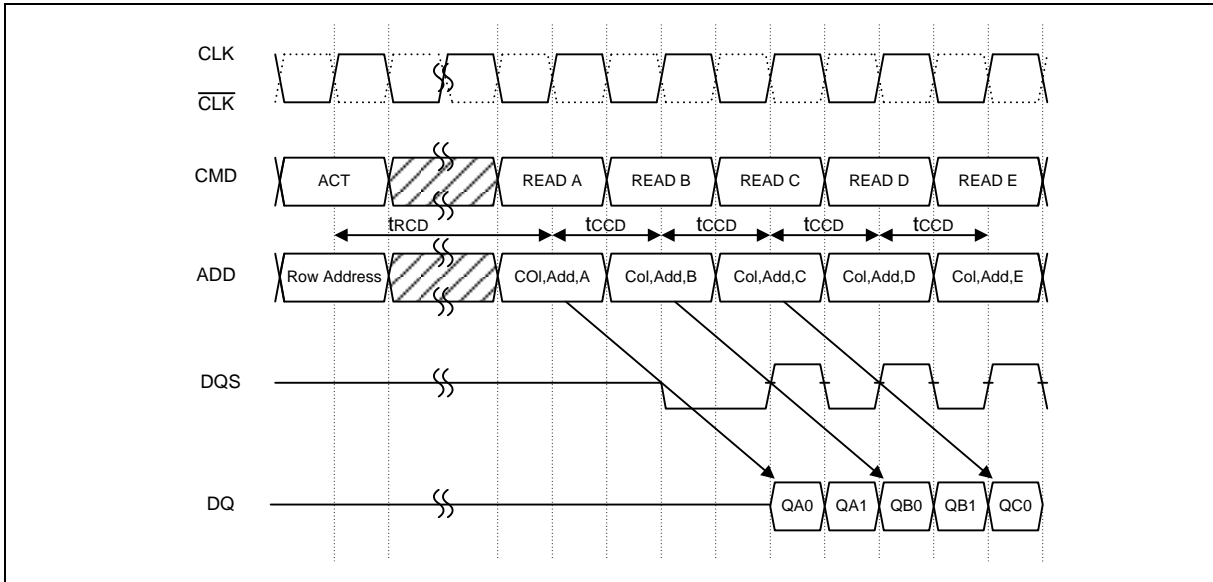 CLK
CLK
CMD ACT READ A READ B READ C READ D READ E
tRCD tCCD tCCD tCCD tCCD
ADD Row Address COl,Add,A Col,Add,B Col,Add,C Col,Add,D Col,Add,E
DQS
DQ QA0 QA1 QB0 QB1 QC0